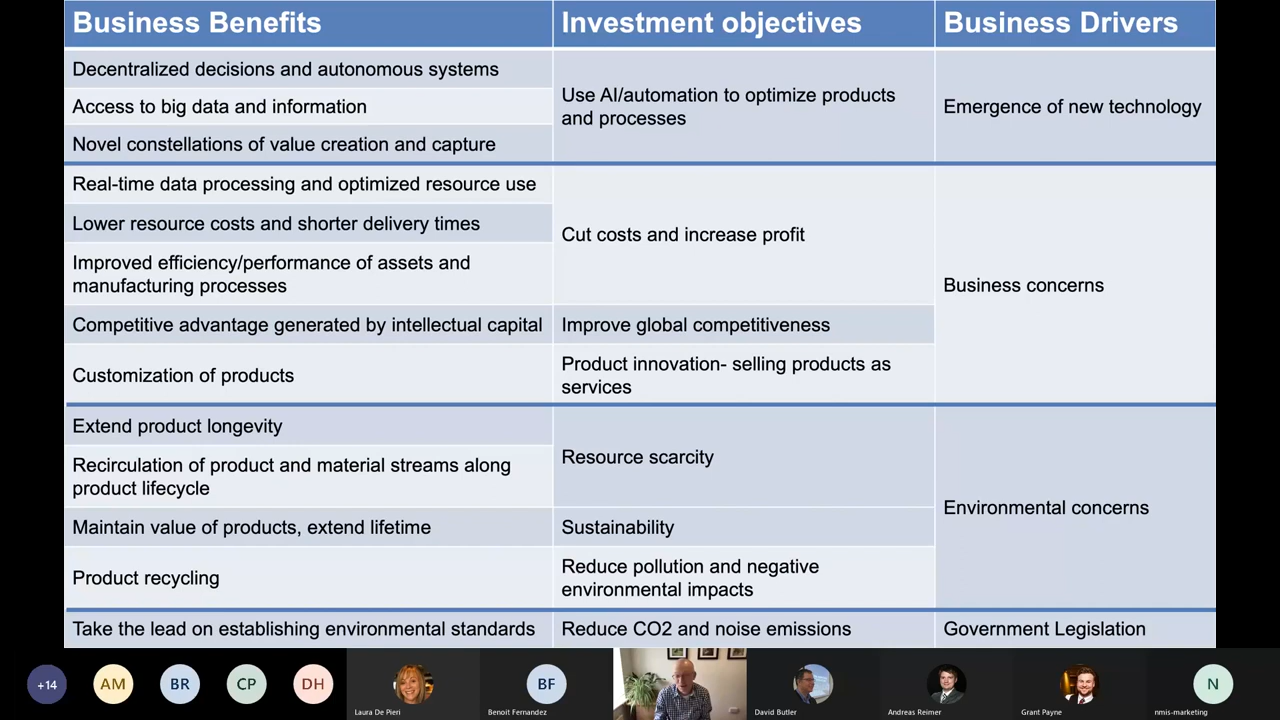 Business Benefits
Investment objectives
Business Drivers
Decentralized decisions and autonomous systems
Access to big data and information
Novel constellations of value creation and capture
Use AI/automation to optimize products
and processes
Emergence of new technology
Real-time data processing and optimized resource use
Lower resource costs and shorter delivery times
Improved efficiency/performance of assets and
manufacturing processes
Cut costs and increase profit
Competitive advantage generated by intellectual capital
Improve global competitiveness
Customization of products
Product innovation- selling products as
services
Business concerns
Extend product longevity
Recirculation of product and material streams along
product lifecycle
Resource scarcity
Maintain value of products, extend lifetime
Sustainability
Product recycling
Reduce pollution and negative
environmental impacts
Environmental concerns
Take the lead on establishing environmental standards
Reduce CO2 and noise emissions
Government Legislation
+14
AM
BR
CP
DH
Laura De Pieri
BF
Benoit Fernandez
David Butler
Andreas Reimer
Grant Payne
N
nmis-marketing